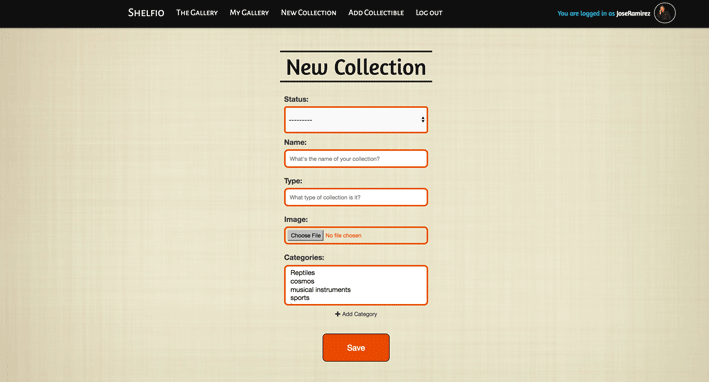 Shelfio The Gallery My Gallery New Collection Add Collectible Log out You are logged in as JoseRamirez
New Collection
Status:
---------
Name:
What's the name of your collection?
Type:
What type of collection is it?
Image:
Choose File No file chosen
Categories:
Reptiles
cosmos
musical instruments
sports
+ Add Category
Save